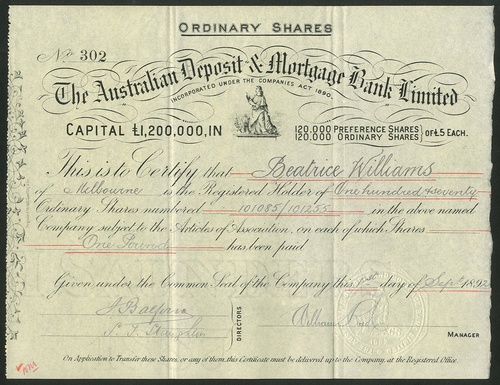 ORDINARY SHARES
No. 302
The Australian Deposit & Mortgage Bank Limited
INCORPORATED UNDER THE COMPANIES ACT 1890.
CAPITAL £1,200,000, IN
120.000 PREFERENCE SHARES
120.000 ORDINARY SHARES
OF £5 EACH.
This is to Certify that Beatrice Williams
of Melbourne is the Registered Holder of One hundred & seventy
Ordinary Shares numbered 101085/101255 in the above named
Company subject to the Articles of Association, on each of which Shares
One Pound has been paid
Given under the Common Seal of the Company this day of Sept. 1892
J Balfour
DIRECTORS
MANAGER
On Application to Transfer these Shares, or any of them, this Certificate must be delivered up to the Company, at the Registered Office.